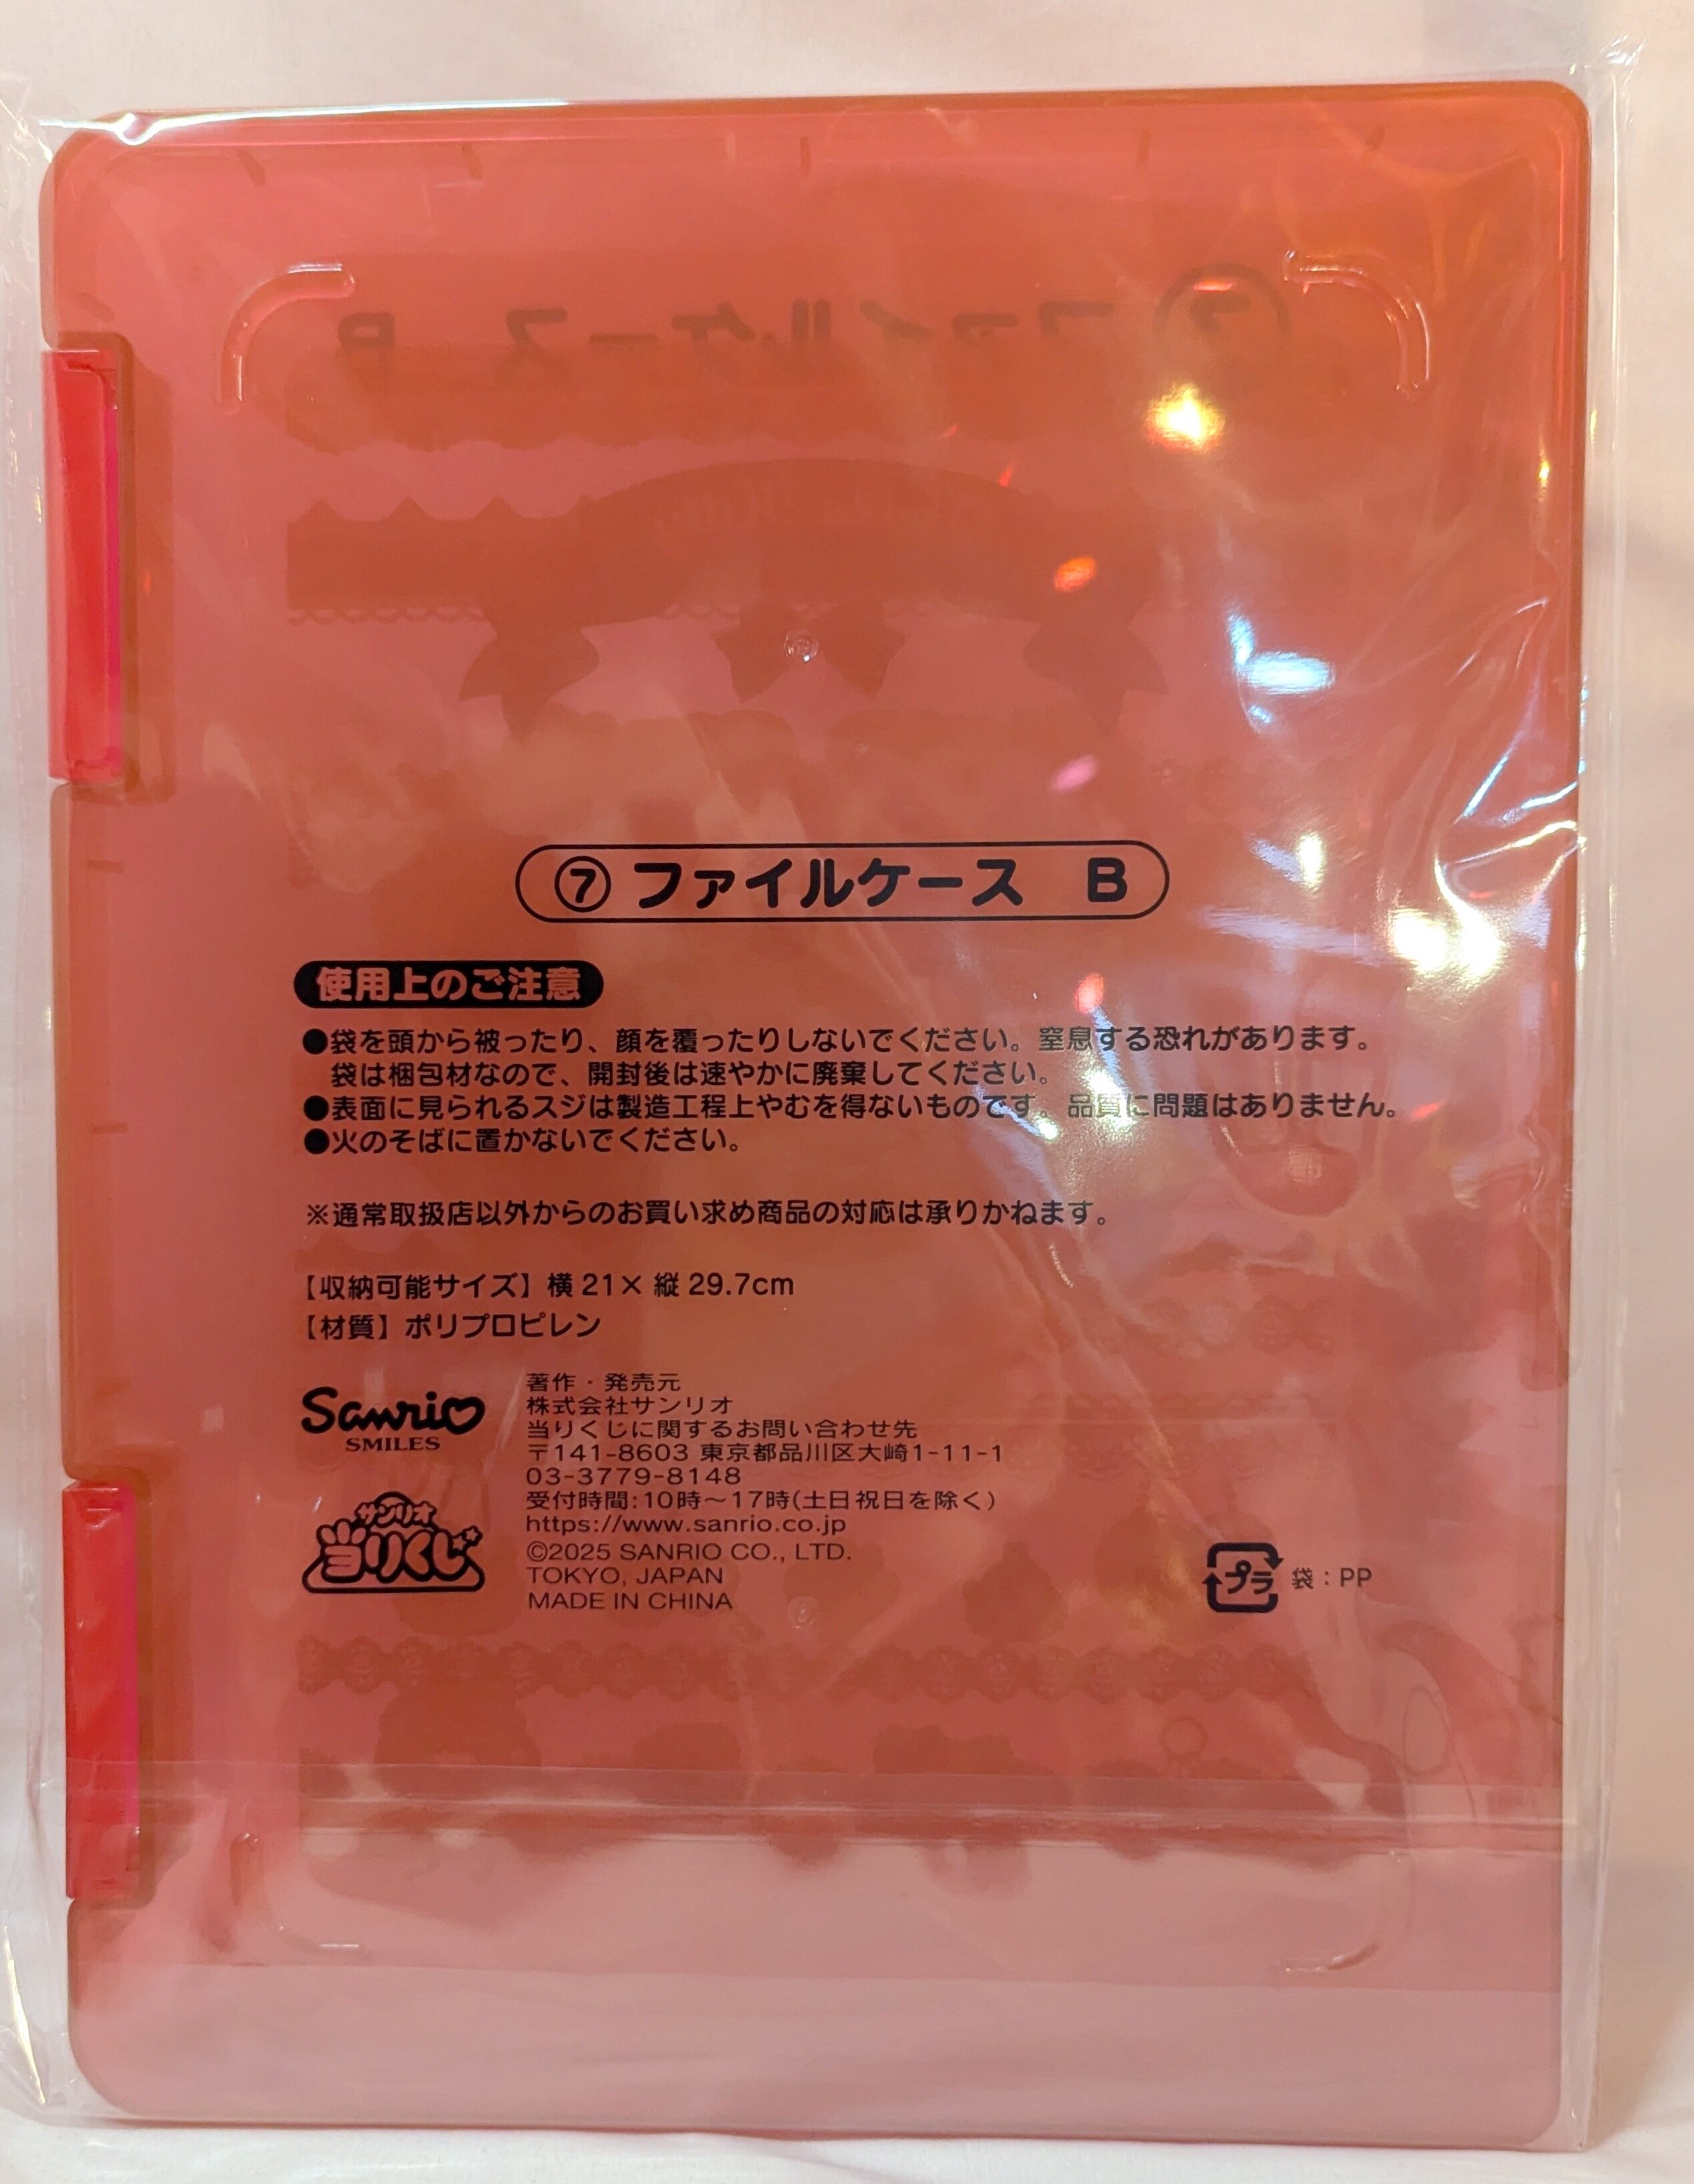 ⑦ ファイルケース B
⑦ ファイルケース B
使用上のご注意
●袋を頭から被ったり、顔を覆ったりしないでください。窒息する恐れがあります。
袋は梱包材なので、開封後は速やかに廃棄してください。
●表面に見られるスジは製造工程上やむを得ないものです。品質に問題はありません。
●火のそばに置かないでください。
※通常取扱店以外からのお買い求め商品の対応は承りかねます。
【収納可能サイズ】横21×縦29.7cm
【材質】ポリプロピレン
Sanrio
SMILES
サンリオ
当りくじ
著作・発売元
株式会社サンリオ
当りくじに関するお問い合わせ先
〒141-8603 東京都品川区大崎1-11-1
03-3779-8148
受付時間:10時～17時(土日祝日を除く)
https://www.sanrio.co.jp
©2025 SANRIO CO., LTD.
TOKYO, JAPAN
MADE IN CHINA
プラ 袋：PP